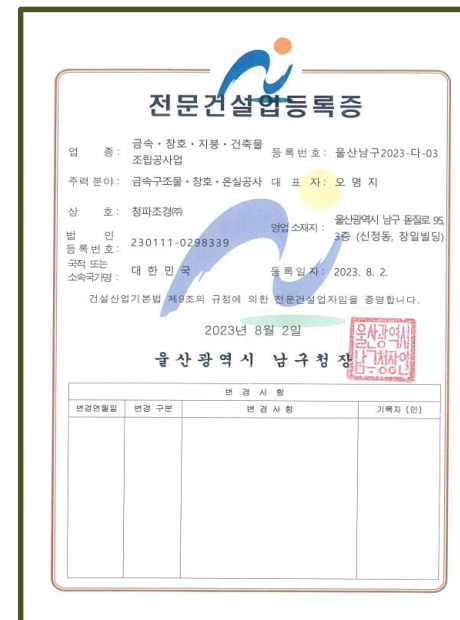 전문건설업등록증
업 종 : 금속・창호・지붕・건축물 조립공사업
등록번호 : 울산남구2023-다-03
주력 분야 : 금속구조물・창호・온실공사
대 표 자 : 오 명 지
상 호 : 청파조경㈜
영업소재지 : 울산광역시 남구 돋질로 95, 3층 (신정동, 창일빌딩)
법 인 등록번호 : 230111-0298339
국적 또는 소속국가명 : 대 한 민 국
등록일자 : 2023. 8. 2.
건설산업기본법 제9조의 규정에 의한 전문건설업자임을 증명합니다.
2023년 8월 2일
울산광역시 남구청장
울산광역시남구청장인
변 경 사 항
변경연월일 변경 구분 변 경 사 항 기록자 (인)